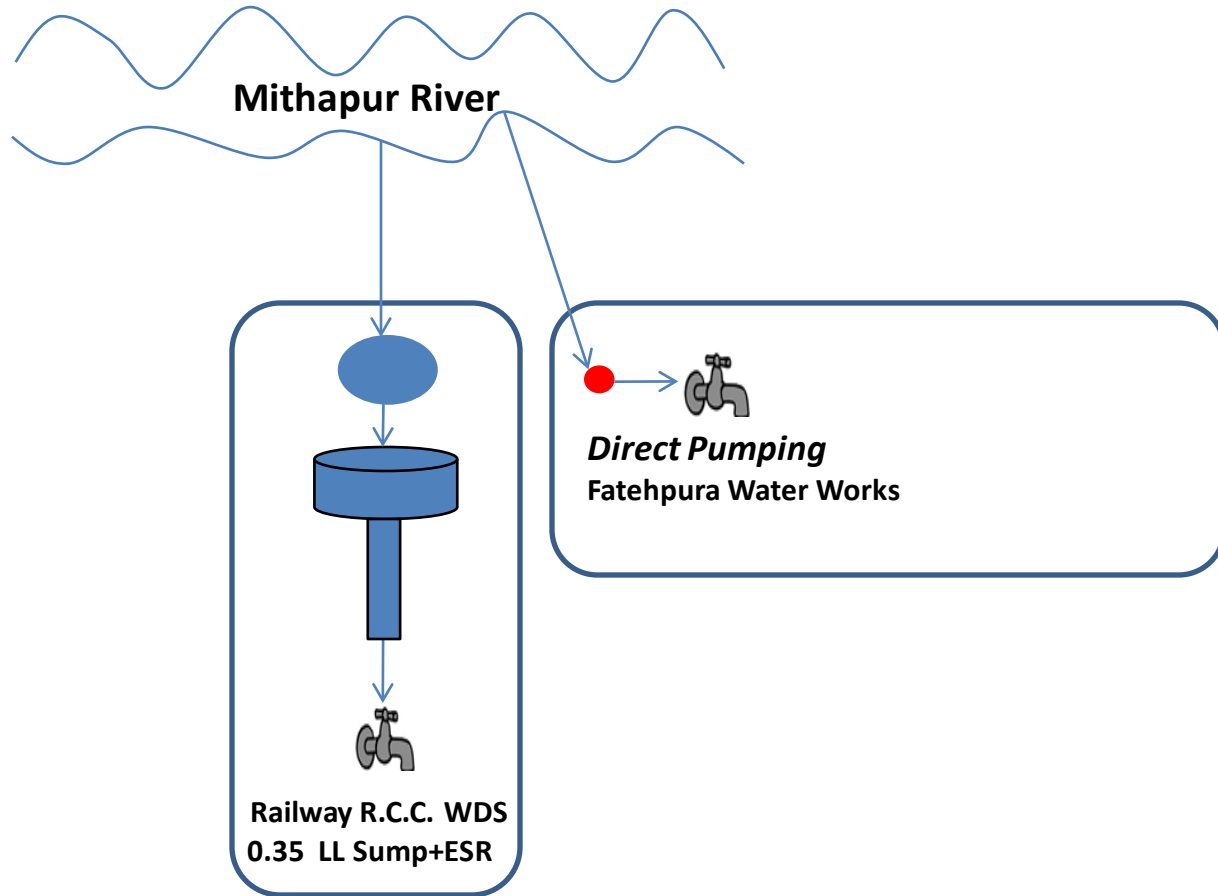 Mithapur River
Direct Pumping
Fatehpura Water Works
Railway R.C.C. WDS
0.35 LL Sump+ESR